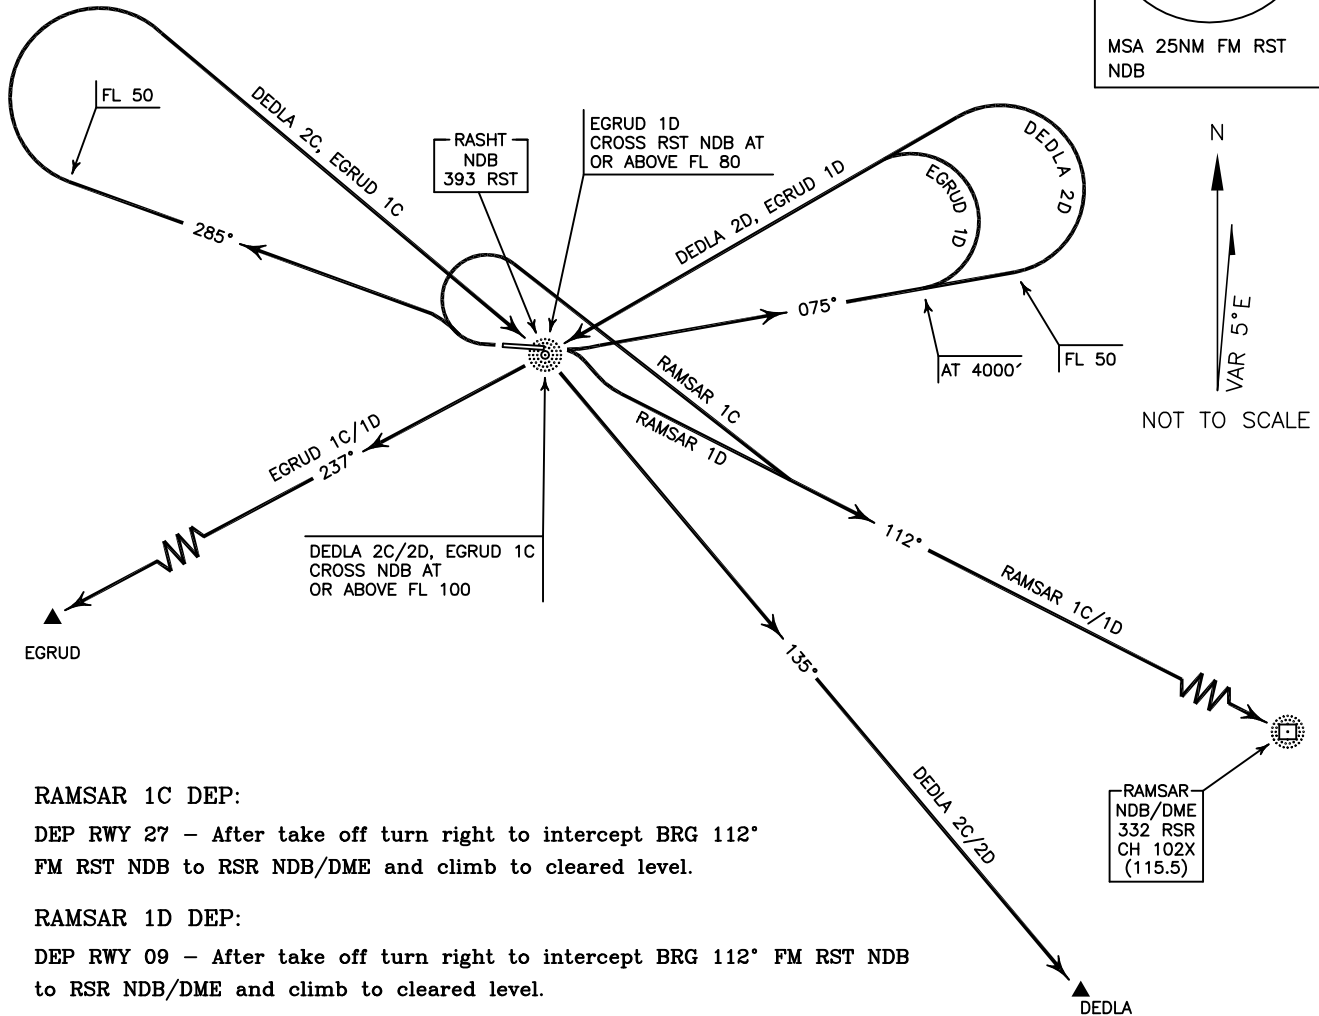 MSA 25NM FM RST
NDB
FL 50
DEDLA 2C, EGRUD 1C
RASHT
NDB
393 RST
EGRUD 1D
CROSS RST NDB AT
OR ABOVE FL 80
DEDLA 2D, EGRUD 1D
EGRUD 1D
DEDLA 2D
N
VAR 5°E
NOT TO SCALE
285°
075°
AT 4000′
FL 50
RAMSAR 1C
RAMSAR 1D
EGRUD 1C/1D
237°
DEDLA 2C/2D, EGRUD 1C
CROSS NDB AT
OR ABOVE FL 100
112°
RAMSAR 1C/1D
EGRUD
135°
DEDLA 2C/2D
RAMSAR
NDB/DME
332 RSR
CH 102X
(115.5)
DEDLA
RAMSAR 1C DEP:
DEP RWY 27 – After take off turn right to intercept BRG 112°
FM RST NDB to RSR NDB/DME and climb to cleared level.
RAMSAR 1D DEP:
DEP RWY 09 – After take off turn right to intercept BRG 112° FM RST NDB
to RSR NDB/DME and climb to cleared level.